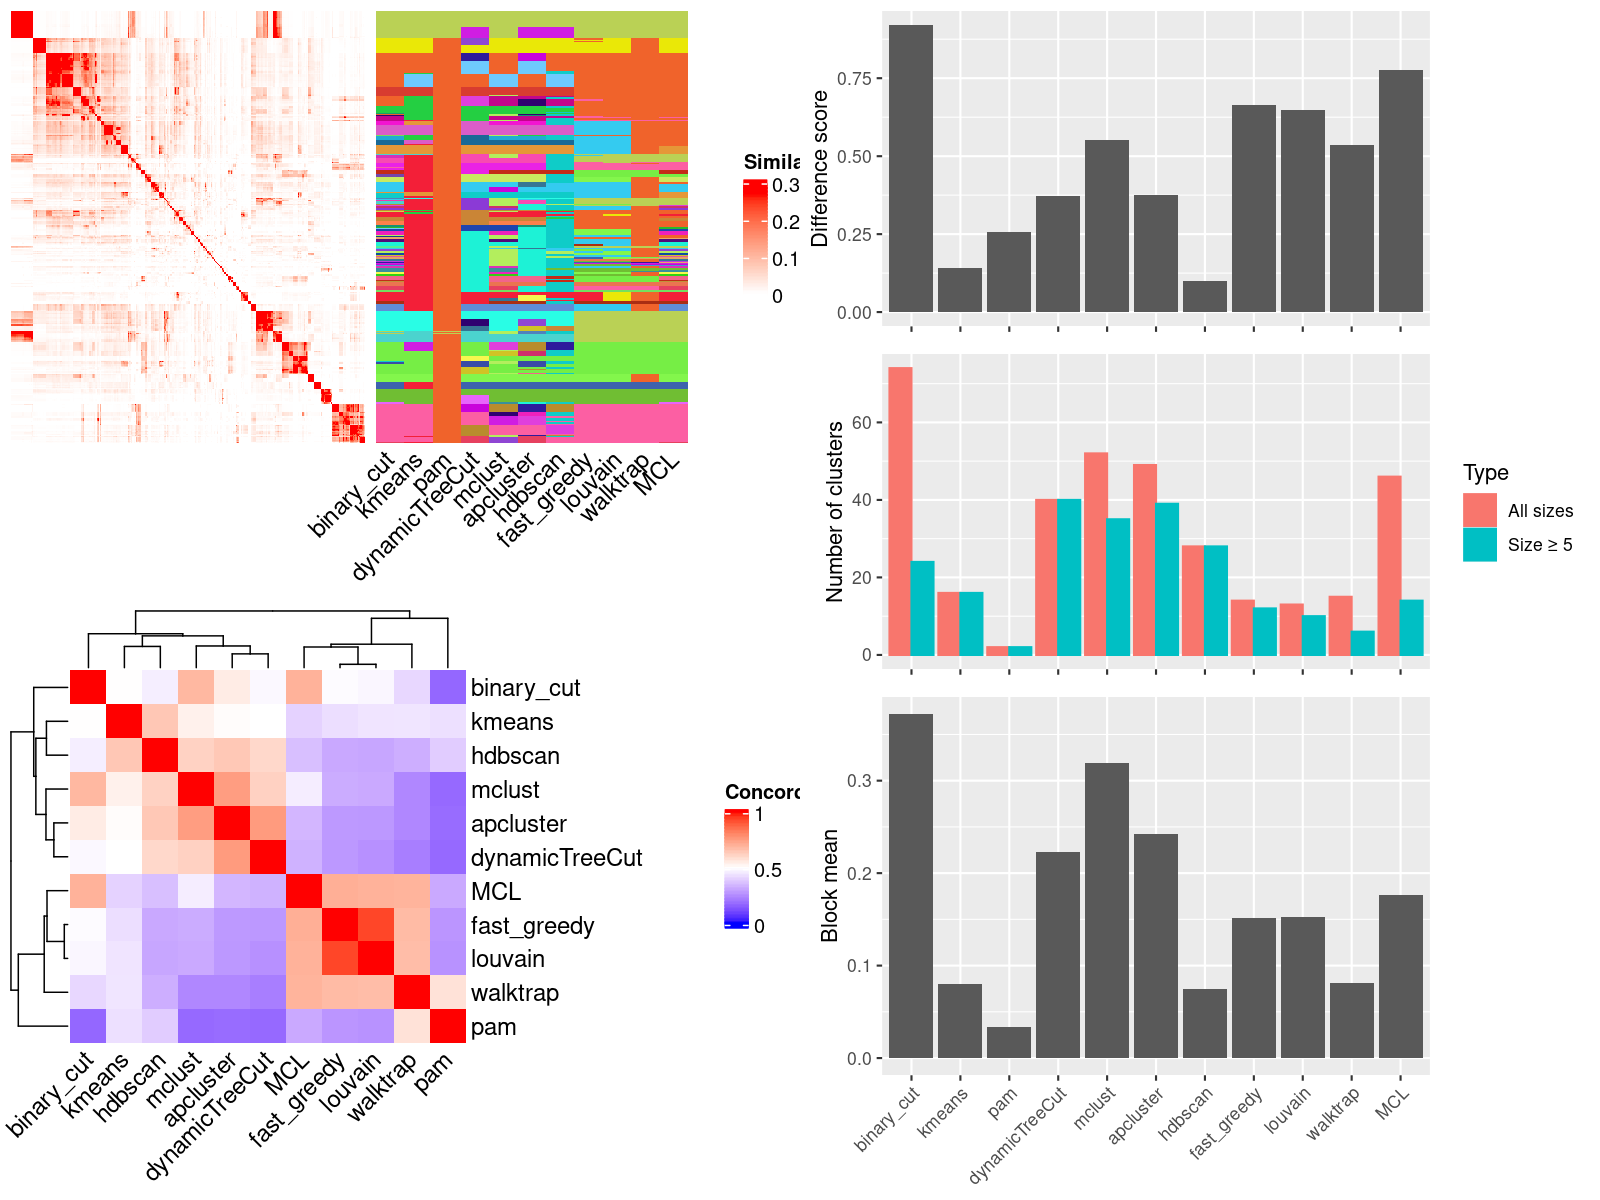 Simila
0.3
0.2
0.1
0
binary_cut
kmeans
pam
dynamicTreeCut
mclust
apcluster
hdbscan
fast_greedy
louvain
walktrap
MCL
Difference score
0.75
0.50
0.25
0.00
Number of clusters
60
40
20
0
Type
All sizes
Size ≥ 5
binary_cut
kmeans
hdbscan
mclust
apcluster
dynamicTreeCut
MCL
fast_greedy
louvain
walktrap
pam
binary_cut
kmeans
hdbscan
mclust
apcluster
dynamicTreeCut
MCL
fast_greedy
louvain
walktrap
pam
Concord
1
0.5
0
Block mean
0.3
0.2
0.1
0.0
binary_cut
kmeans
pam
dynamicTreeCut
mclust
apcluster
hdbscan
fast_greedy
louvain
walktrap
MCL